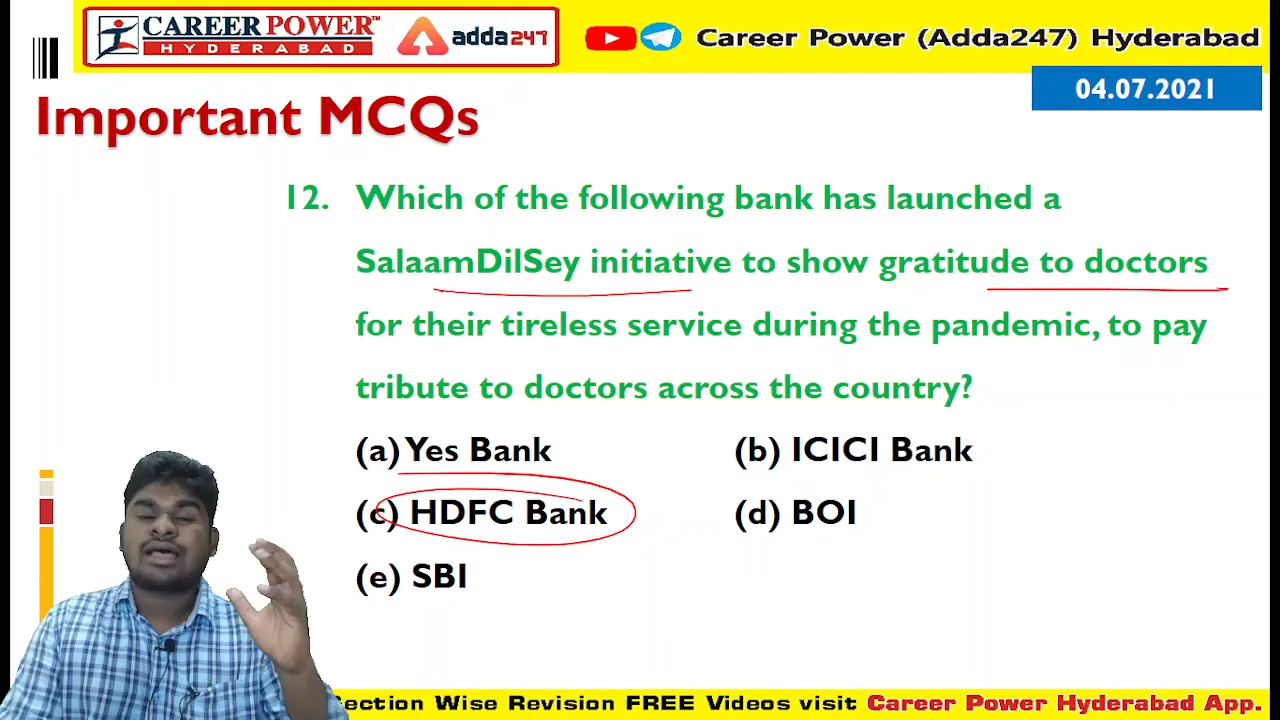 CAREER POWER™
HYDERABAD
adda247
Career Power (Adda247) Hyderabad
04.07.2021
Important MCQs
12. Which of the following bank has launched a
SalaamDilSey initiative to show gratitude to doctors
for their tireless service during the pandemic, to pay
tribute to doctors across the country?
(a) Yes Bank
(b) ICICI Bank
(c) HDFC Bank
(d) BOI
(e) SBI
Wise Revision FREE Videos visit Career Power Hyderabad App.